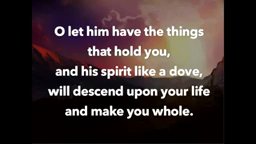 O let him have the things
that hold you,
and his spirit like a dove,
will descend upon your life
and make you whole.